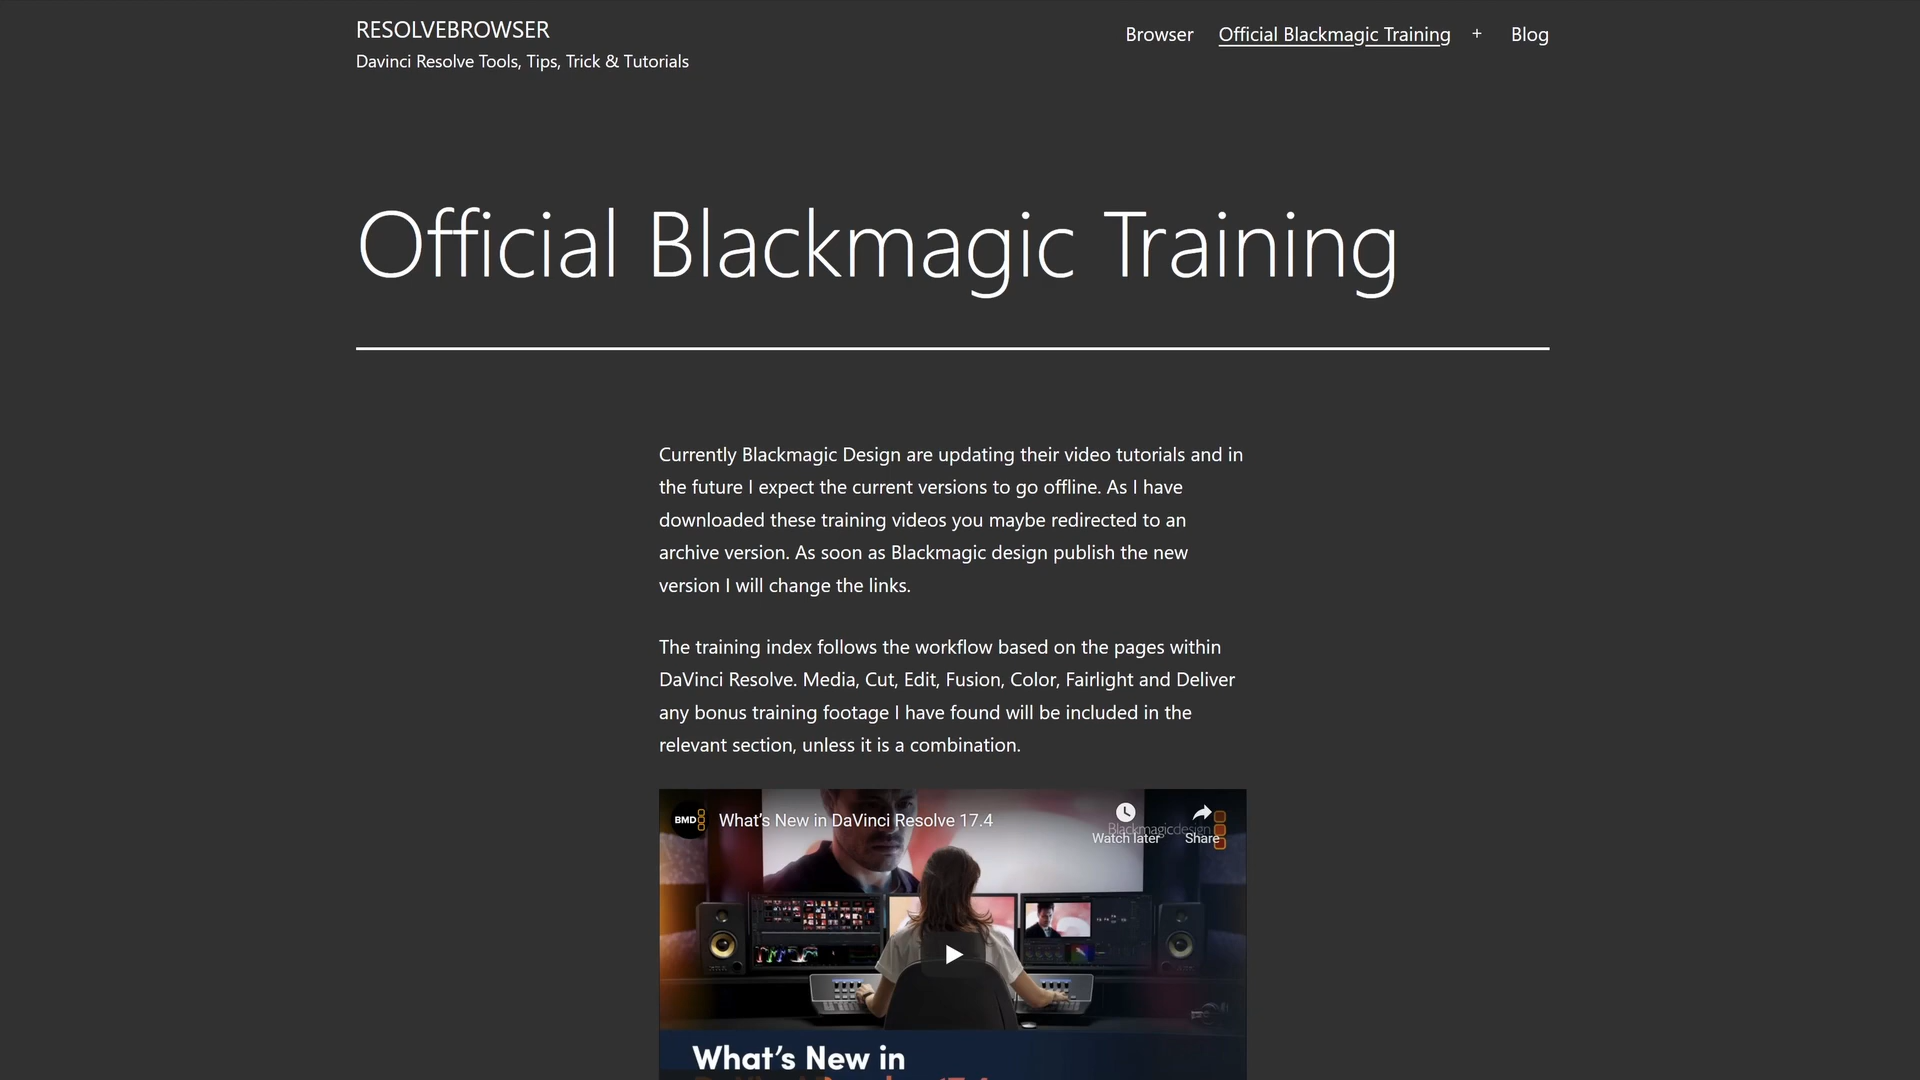 RESOLVEBROWSER
Davinci Resolve Tools, Tips, Trick & Tutorials
Browser
Official Blackmagic Training
+
Blog
Official Blackmagic Training
Currently Blackmagic Design are updating their video tutorials and in
the future I expect the current versions to go offline. As I have
downloaded these training videos you maybe redirected to an
archive version. As soon as Blackmagic design publish the new
version I will change the links.
The training index follows the workflow based on the pages within
DaVinci Resolve. Media, Cut, Edit, Fusion, Color, Fairlight and Deliver
any bonus training footage I have found will be included in the
relevant section, unless it is a combination.
BMD
What's New in DaVinci Resolve 17.4
Blackmagicdesign
Watch later
Share
What's New in